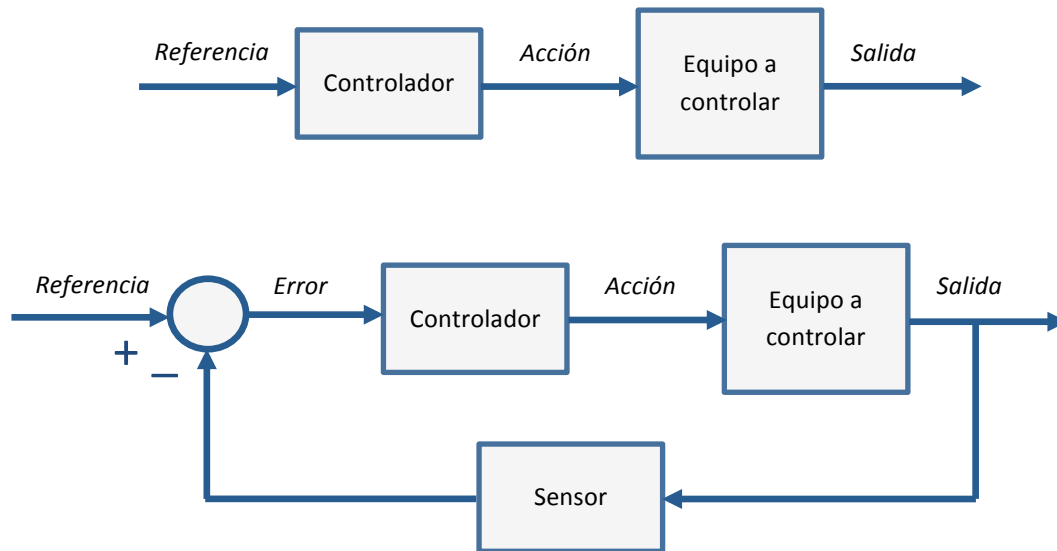 Referencia
Controlador
Acción
Equipo a
controlar
Salida
Referencia
+
−
Error
Controlador
Acción
Equipo a
controlar
Salida
Sensor